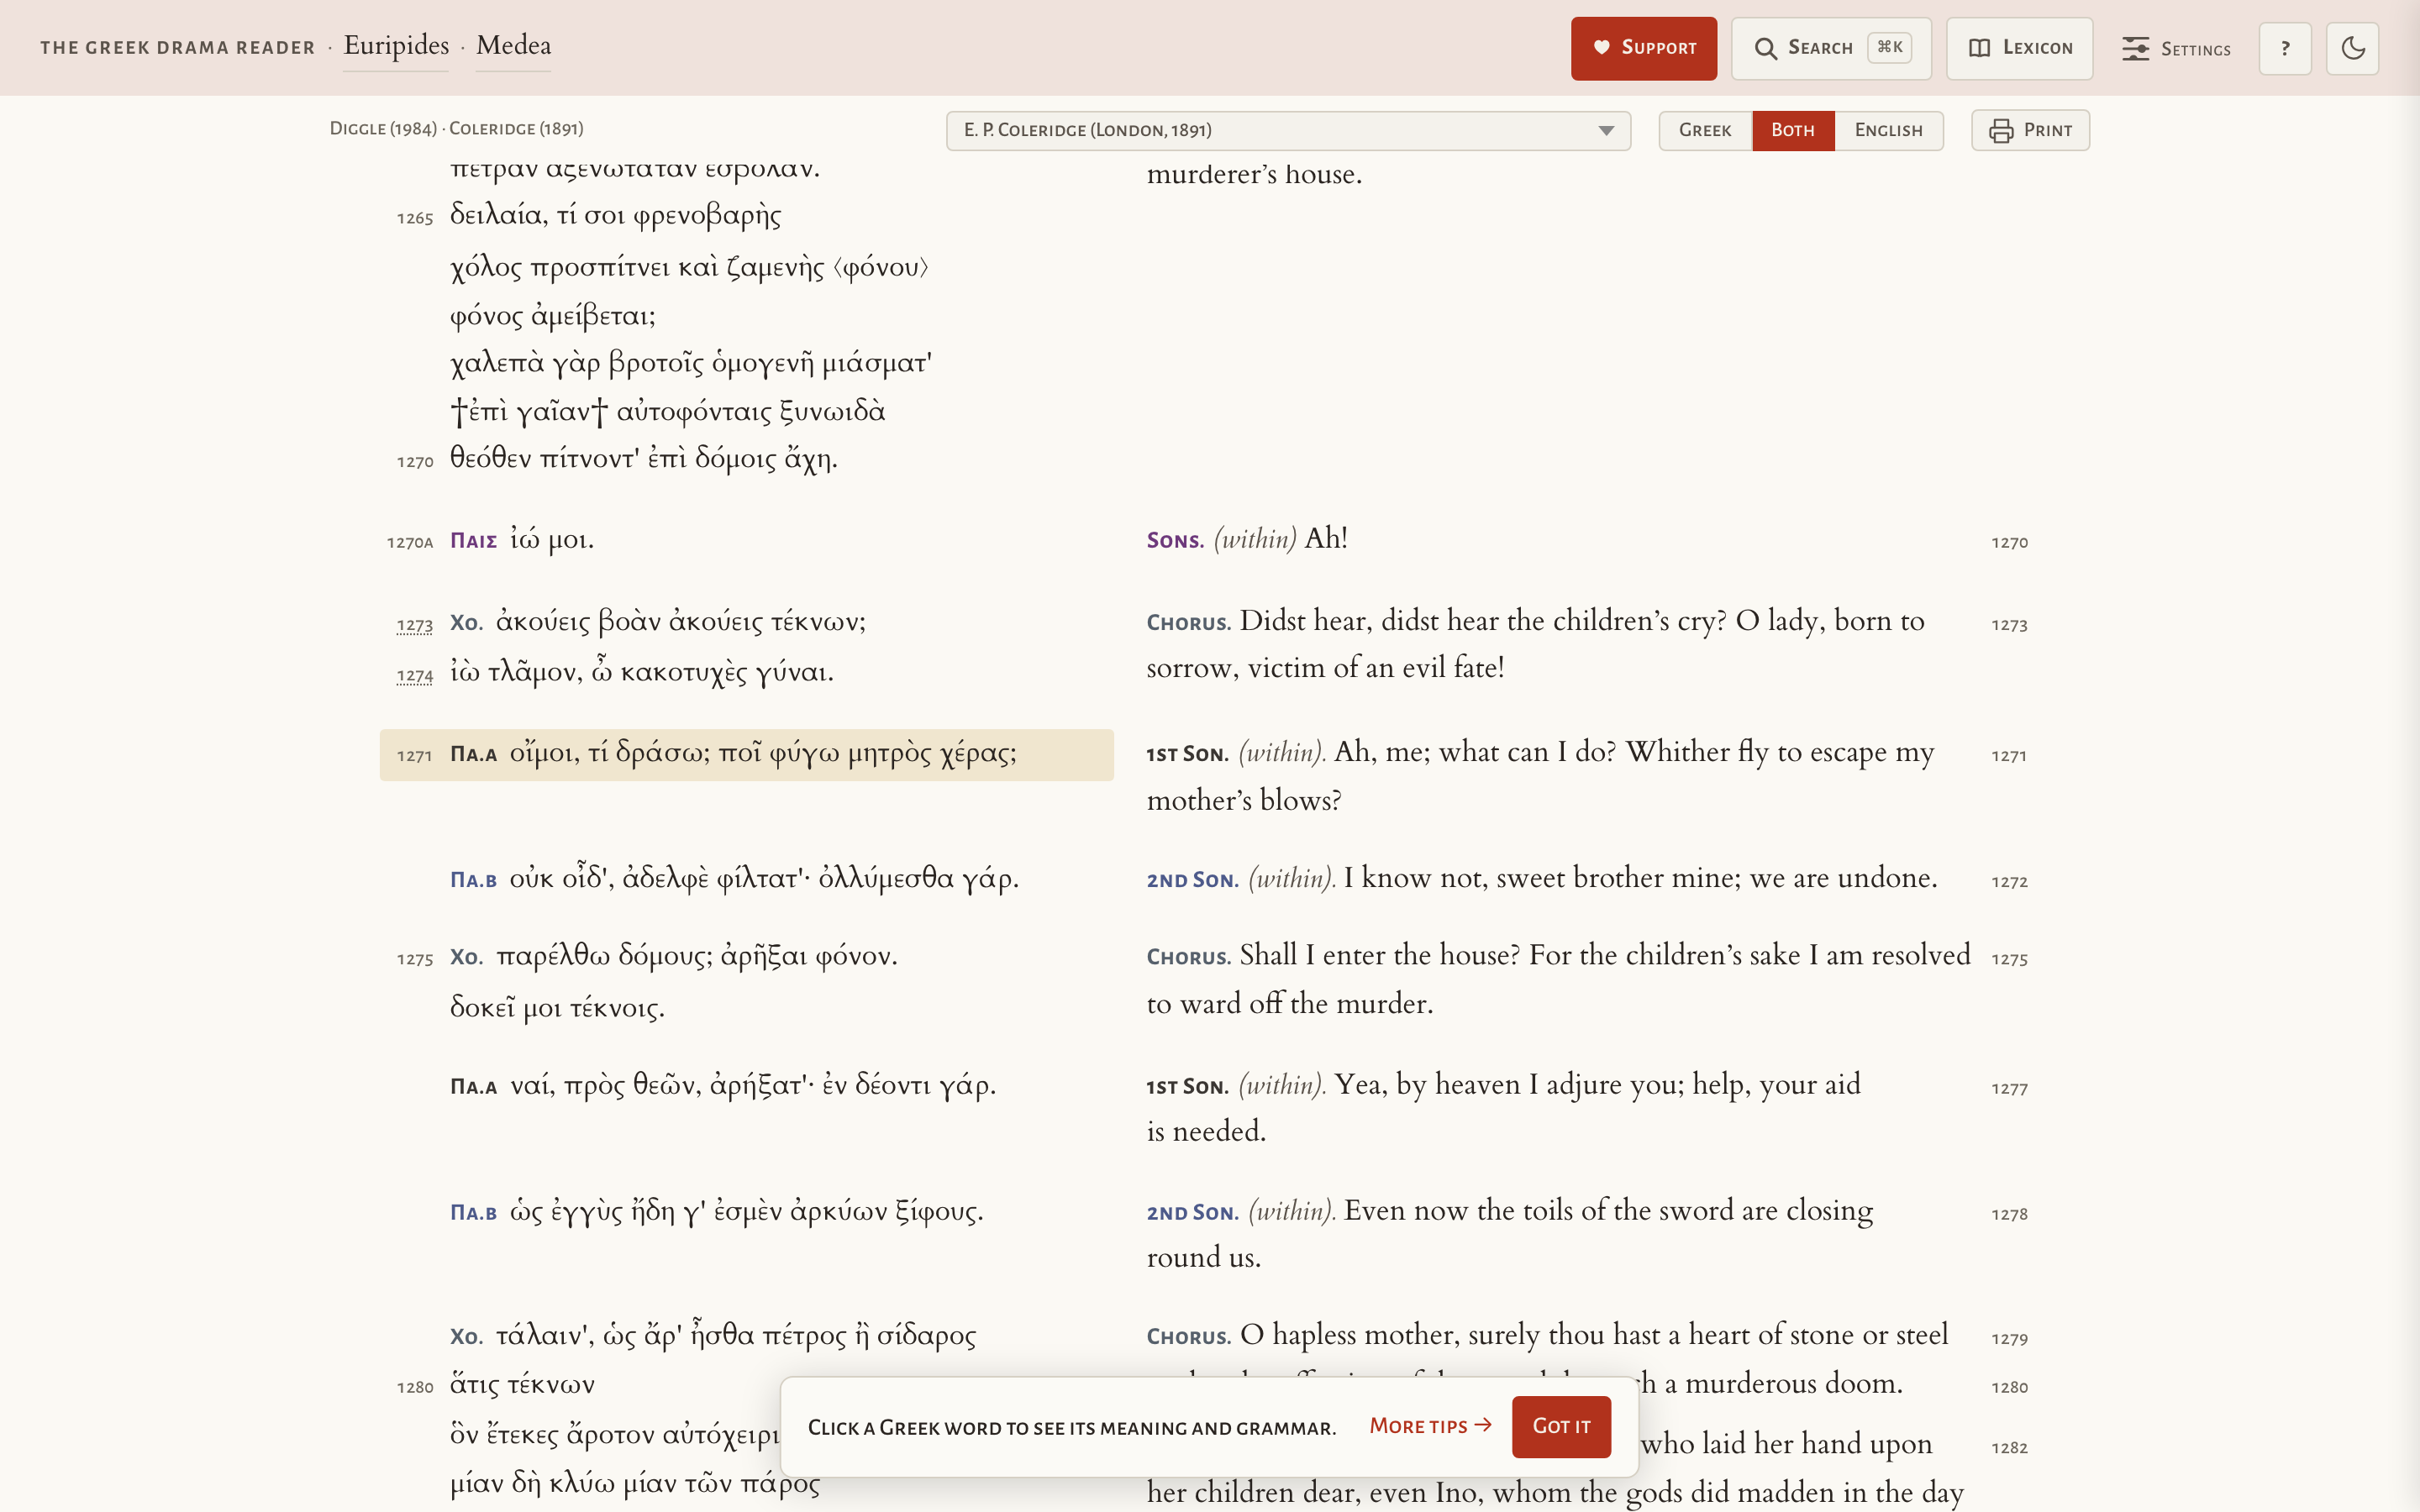 THE GREEK DRAMA READER · Euripides · Medea
Support
Search ⌘K
Lexicon
Settings
?
Diggle (1984) · Coleridge (1891)
E. P. Coleridge (London, 1891)
Greek Both English
Print
πέτραν ἀξενωτάταν ἐσβολάν.
1265 δειλαία, τί σοι φρενοβαρὴς
χόλος προσπίτνει καὶ ζαμενὴς 〈φόνου〉
φόνος ἀμείβεται;
χαλεπὰ γὰρ βροτοῖς ὁμογενῆ μιάσματ'
†ἐπὶ γαῖαν† αὐτοφόνταις ξυνωιδὰ
1270 θεόθεν πίτνοντ' ἐπὶ δόμοις ἄχη.
murderer’s house.
1270a Παις ἰώ μοι.
Sons. (within) Ah! 1270
1273 Χο. ἀκούεις βοὰν ἀκούεις τέκνων;
1274 ἰὼ τλᾶμον, ὦ κακοτυχὲς γύναι.
Chorus. Didst hear, didst hear the children’s cry? O lady, born to 1273
sorrow, victim of an evil fate!
1271 Πα.α οἴμοι, τί δράσω; ποῖ φύγω μητρὸς χέρας;
1st Son. (within). Ah, me; what can I do? Whither fly to escape my 1271
mother’s blows?
Πα.β οὐκ οἶδ', ἀδελφὲ φίλτατ'· ὀλλύμεσθα γάρ.
2nd Son. (within). I know not, sweet brother mine; we are undone. 1272
1275 Χο. παρέλθω δόμους; ἀρῆξαι φόνον.
δοκεῖ μοι τέκνοις.
Chorus. Shall I enter the house? For the children’s sake I am resolved 1275
to ward off the murder.
Πα.α ναί, πρὸς θεῶν, ἀρήξατ'· ἐν δέοντι γάρ.
1st Son. (within). Yea, by heaven I adjure you; help, your aid 1277
is needed.
Πα.β ὡς ἐγγὺς ἤδη γ' ἐσμὲν ἀρκύων ξίφους.
2nd Son. (within). Even now the toils of the sword are closing 1278
round us.
Χο. τάλαιν', ὡς ἄρ' ἦσθα πέτρος ἢ σίδαρος
1280 ἅτις τέκνων
ὃν ἔτεκες ἄροτον αὐτόχειρι
μίαν δὴ κλύω μίαν τῶν πάρος
Chorus. O hapless mother, surely thou hast a heart of stone or steel 1279
a murderous doom. 1280
who laid her hand upon 1282
her children dear, even Ino, whom the gods did madden in the day
Click a Greek word to see its meaning and grammar.
More tips →
Got it